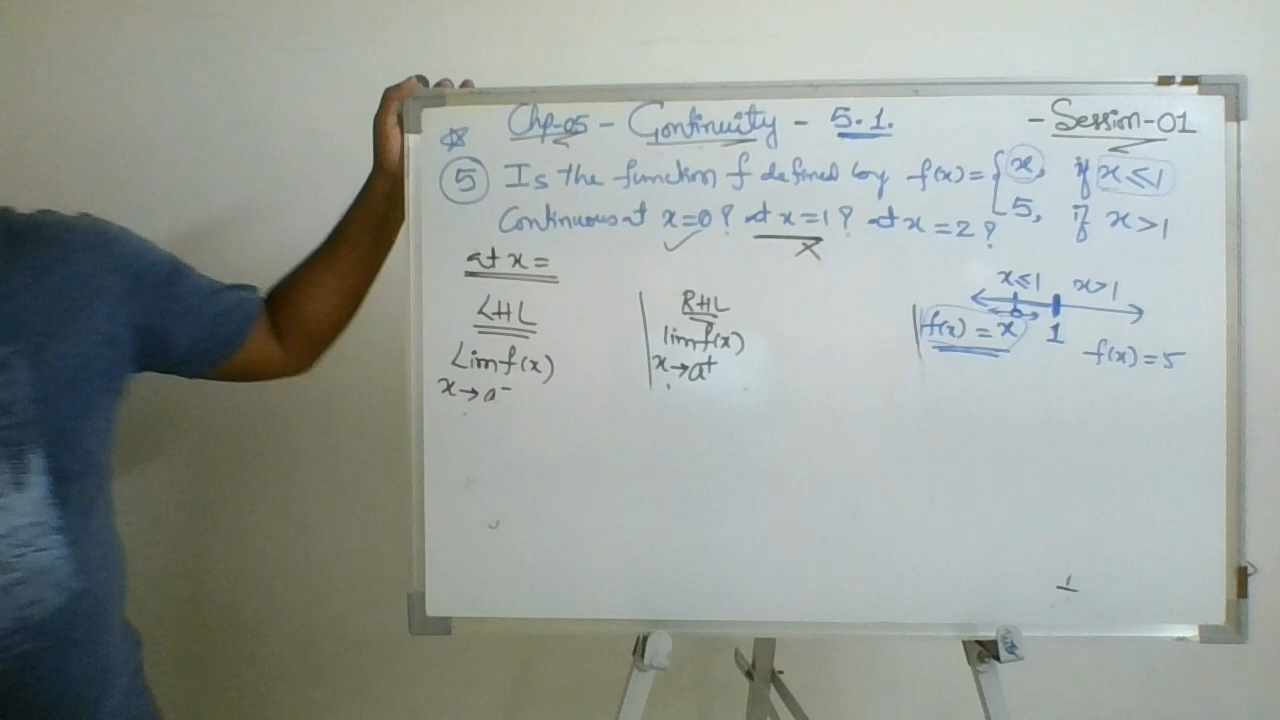 Chp-05 - Continuity - 5.1. - Session-01
5 Is the function f defined by f(x) = { x, if x ≤ 1
5, if x > 1
Continuous at x = 0 ? at x = 1 ? at x = 2 ?
at x =
LHL
Lim f(x)
x → a⁻
RHL
lim f(x)
x → a⁺
x ≤ 1 x > 1
f(x) = x 1
f(x) = 5